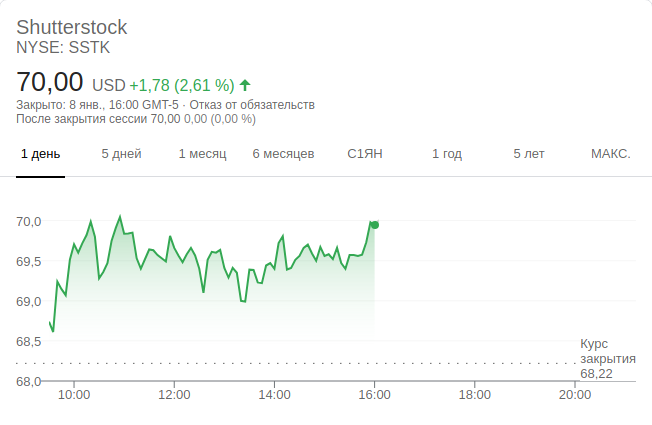 Shutterstock
NYSE: SSTK
70,00 USD +1,78 (2,61 %)
Закрыто: 8 янв., 16:00 GMT-5 · Отказ от обязательств
После закрытия сессии 70,00 0,00 (0,00 %)
1 день 5 дней 1 месяц 6 месяцев С1ЯН 1 год 5 лет МАКС.
70,0
69,5
69,0
68,5
Курс
закрытия
68,22
68,0
10:00 12:00 14:00 16:00 18:00 20:00